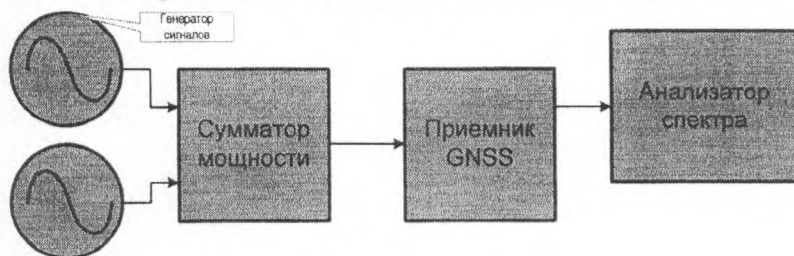 Генератор
сигналов
Сумматор
мощности
Приемник
GNSS
Анализатор
спектра